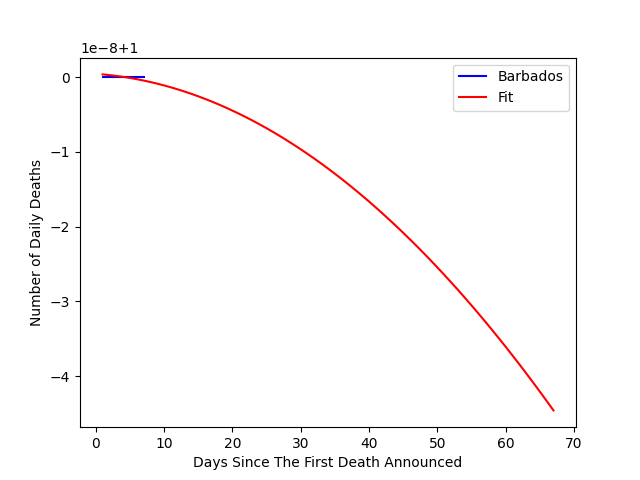 1e−8+1
Barbados
Fit
0
−1
−2
−3
−4
Number of Daily Deaths
0 10 20 30 40 50 60 70
Days Since The First Death Announced